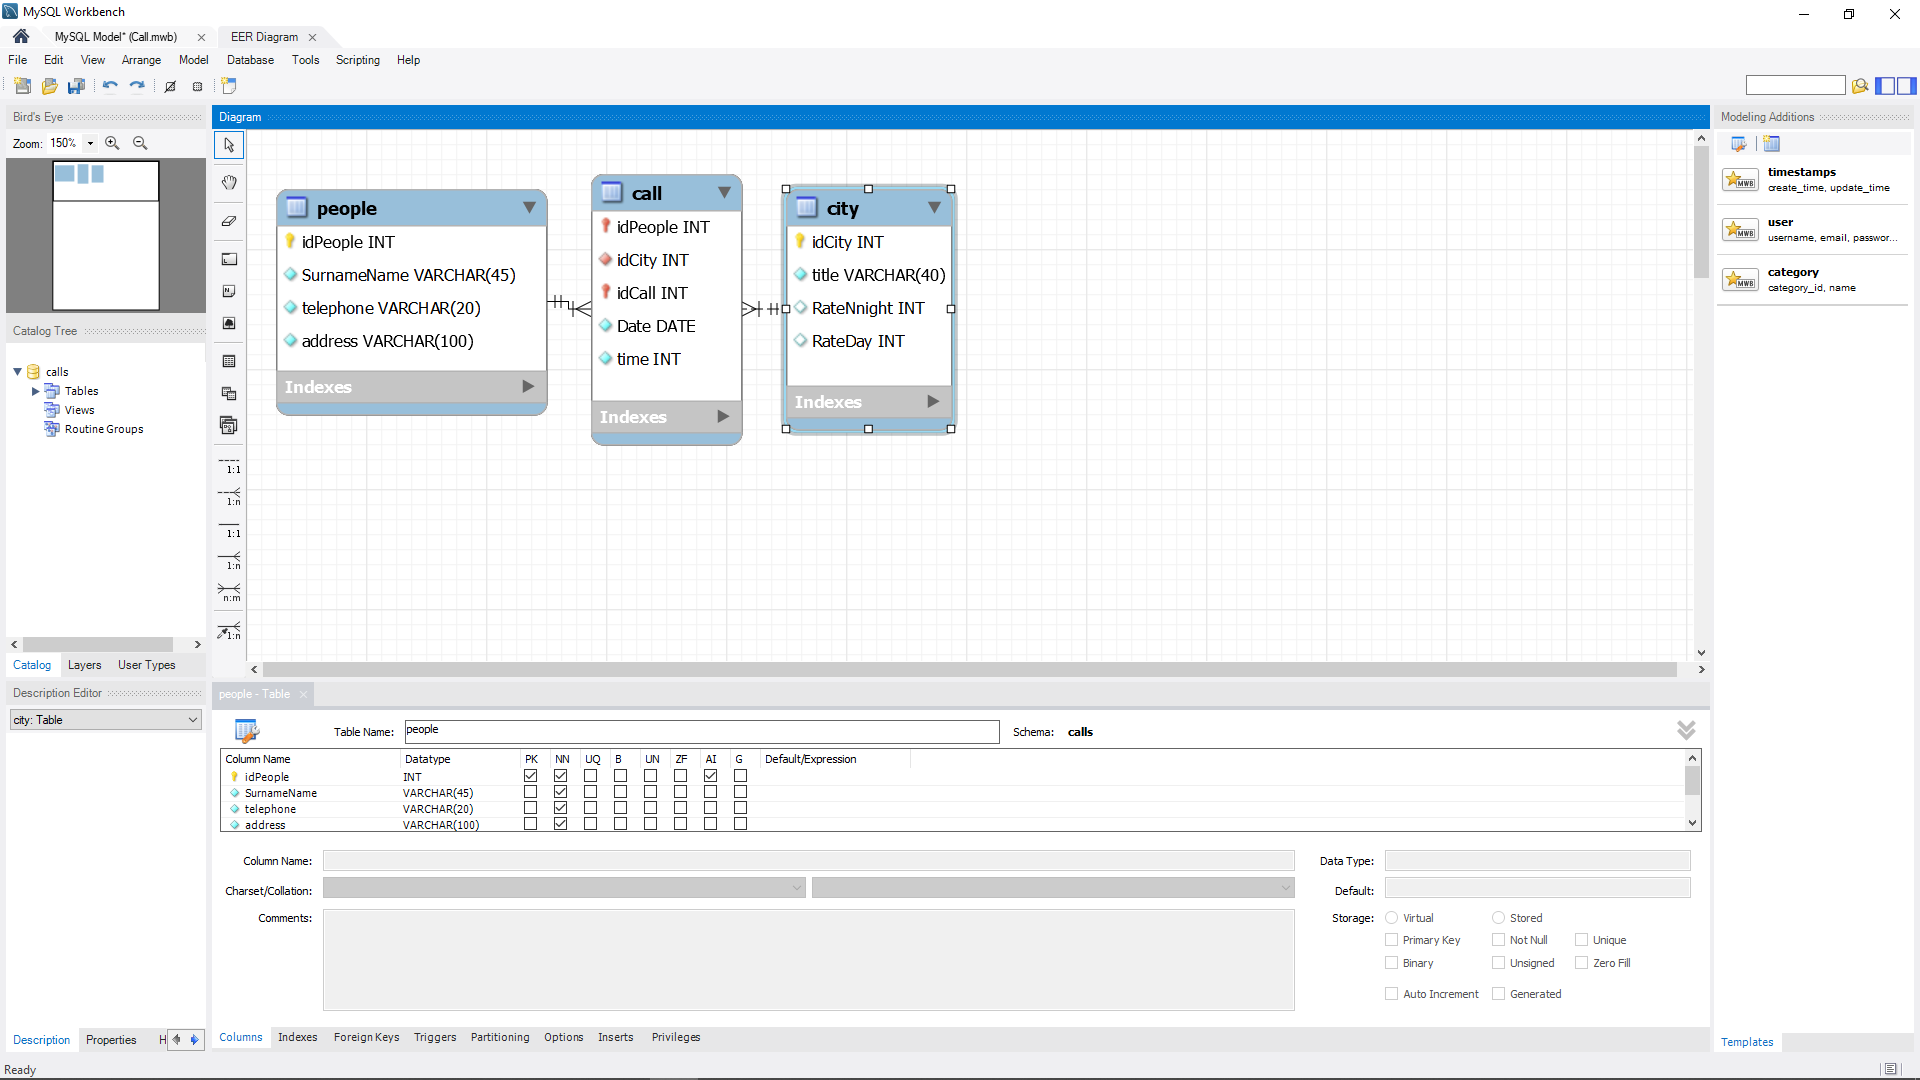 MySQL Workbench
MySQL Model* (Call.mwb)
EER Diagram
File Edit View Arrange Model Database Tools Scripting Help
Bird's Eye
Zoom: 150%
Catalog Tree
calls
Tables
Views
Routine Groups
Catalog Layers User Types
Description Editor
city: Table
Description Properties H
Ready
Diagram
1:1
1:n
1:1
1:n
n:m
1:n
people
idPeople INT
SurnameName VARCHAR(45)
telephone VARCHAR(20)
address VARCHAR(100)
Indexes
call
idPeople INT
idCity INT
idCall INT
Date DATE
time INT
Indexes
city
idCity INT
title VARCHAR(40)
RateNnight INT
RateDay INT
Indexes
people - Table
Table Name: people Schema: calls
Column Name Datatype PK NN UQ B UN ZF AI G Default/Expression
idPeople INT
SurnameName VARCHAR(45)
telephone VARCHAR(20)
address VARCHAR(100)
Column Name: Data Type:
Charset/Collation: Default:
Comments: Storage: Virtual Stored
Primary Key Not Null Unique
Binary Unsigned Zero Fill
Auto Increment Generated
Columns Indexes Foreign Keys Triggers Partitioning Options Inserts Privileges
Modeling Additions
MWB
timestamps
create_time, update_time
MWB
user
username, email, passwor...
MWB
category
category_id, name
Templates